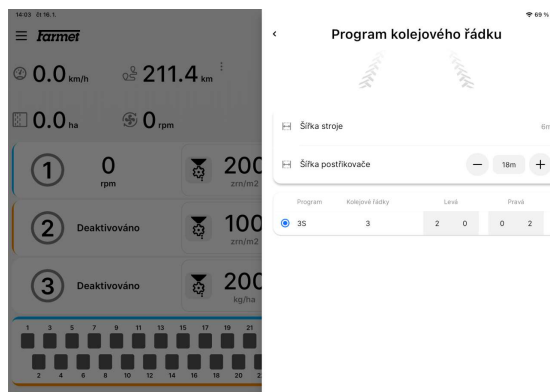 14:03 čt 16.1.
69 %
Farmet
0.0 km/h
211.4 km
0.0 ha
0 rpm
1
0
rpm
200
zrn/m2
2
Deaktivováno
100
zrn/m2
3
Deaktivováno
200
kg/ha
1 3 5 7 9 11 13 15 17 19 21
2 4 6 8 10 12 14 16 18 20
Program kolejového řádku
Šířka stroje
Šířka postřikovače
18m
Program Kolejové řádky Levá Pravá
3S 3 2 0 0 2